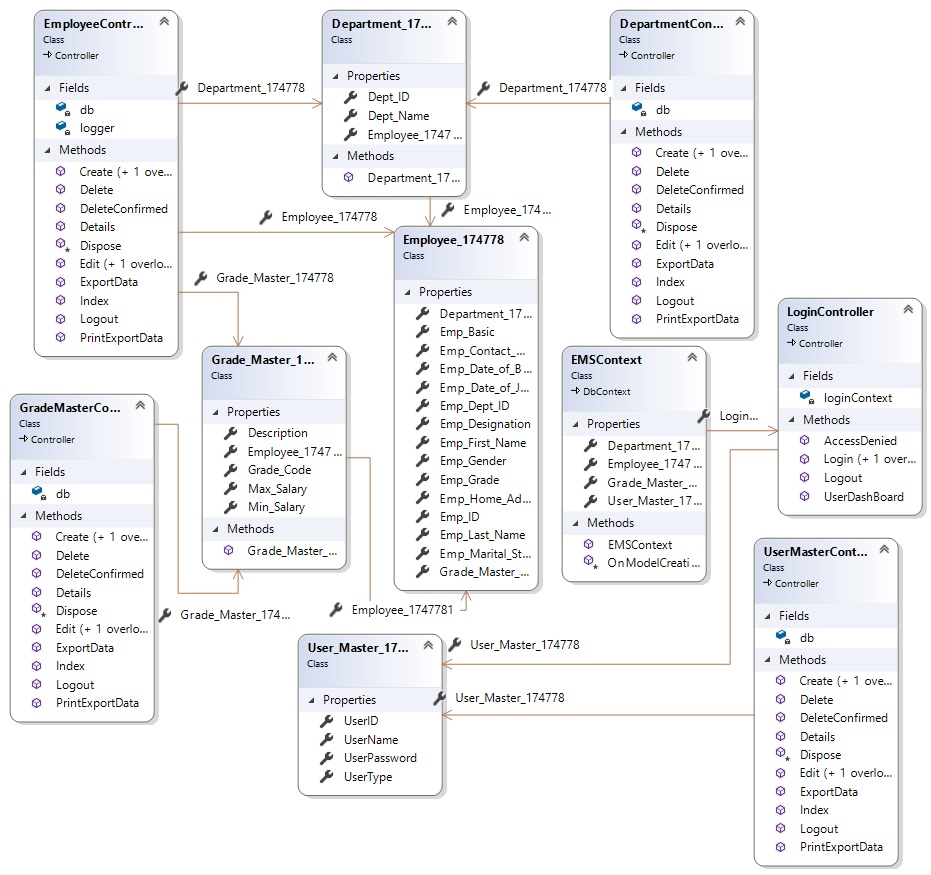 EmployeeContr...
Class
Controller
Fields
db
logger
Methods
Create (+ 1 ove...
Delete
DeleteConfirmed
Details
Dispose
Edit (+ 1 overlo...
ExportData
Index
Logout
PrintExportData
Department_174778
Department_17...
Class
Properties
Dept_ID
Dept_Name
Employee_1747 ...
Methods
Department_17...
Department_174778
DepartmentCon...
Class
Controller
Fields
db
Methods
Create (+ 1 ove...
Delete
DeleteConfirmed
Details
Dispose
Edit (+ 1 overlo...
ExportData
Index
Logout
PrintExportData
Employee_174778
Employee_174...
Grade_Master_174778
Employee_174778
Class
Properties
Department_17...
Emp_Basic
Emp_Contact_...
Emp_Date_of_B...
Emp_Date_of_J...
Emp_Dept_ID
Emp_Designation
Emp_First_Name
Emp_Gender
Emp_Grade
Emp_Home_Ad...
Emp_ID
Emp_Last_Name
Emp_Marital_St...
Grade_Master_...
Grade_Master_1...
Class
Properties
Description
Employee_1747 ...
Grade_Code
Max_Salary
Min_Salary
Methods
Grade_Master_...
EMSContext
Class
DbContext
Properties
Department_17...
Employee_1747...
Grade_Master_...
User_Master_17...
Methods
EMSContext
OnModelCreati ...
Login...
LoginController
Class
Controller
Fields
loginContext
Methods
AccessDenied
Login (+ 1 over...
Logout
UserDashBoard
GradeMasterCo...
Class
Controller
Fields
db
Methods
Create (+ 1 ove...
Delete
DeleteConfirmed
Details
Dispose
Edit (+ 1 overlo...
ExportData
Index
Logout
PrintExportData
Grade_Master_174...
Employee_1747781
User_Master_17...
Class
Properties
UserID
UserName
UserPassword
UserType
User_Master_174778
User_Master_174778
UserMasterCont...
Class
Controller
Fields
db
Methods
Create (+ 1 ove...
Delete
DeleteConfirmed
Details
Dispose
Edit (+ 1 overlo...
ExportData
Index
Logout
PrintExportData